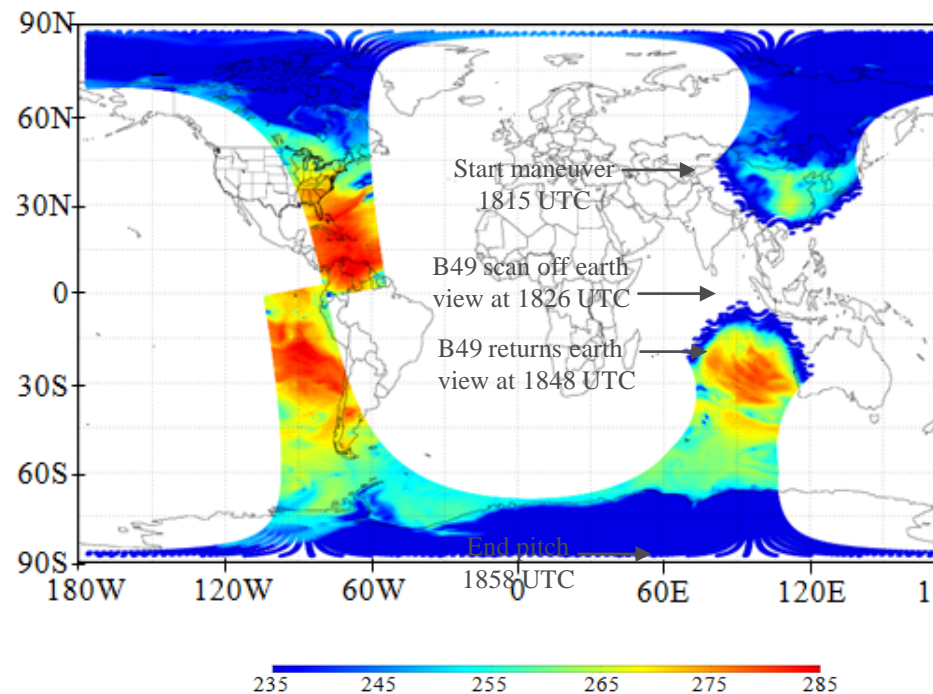 90N
60N
Start maneuver
1815 UTC
30N
B49 scan off earth
view at 1826 UTC
0
B49 returns earth
view at 1848 UTC
30S
60S
End pitch
1858 UTC
90S
180W 120W 60W 0 60E 120E 1
235 245 255 265 275 285